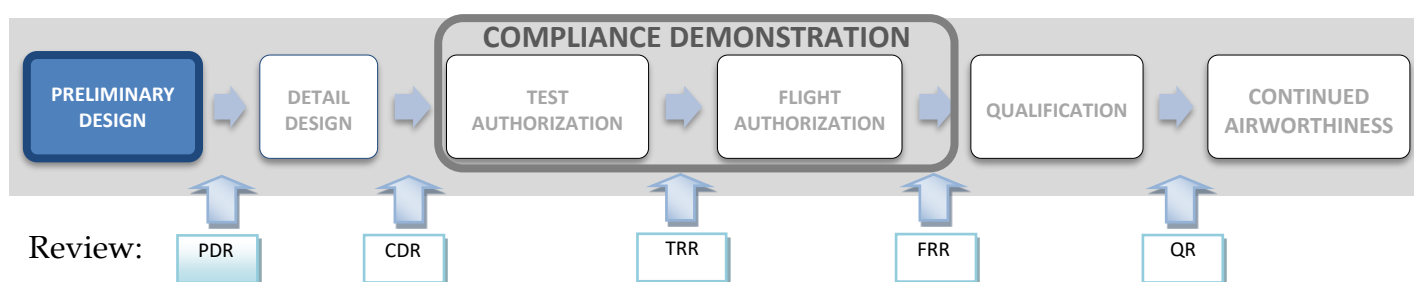 COMPLIANCE DEMONSTRATION
PRELIMINARY
DESIGN
DETAIL
DESIGN
TEST
AUTHORIZATION
FLIGHT
AUTHORIZATION
QUALIFICATION
CONTINUED
AIRWORTHINESS
Review:
PDR
CDR
TRR
FRR
QR